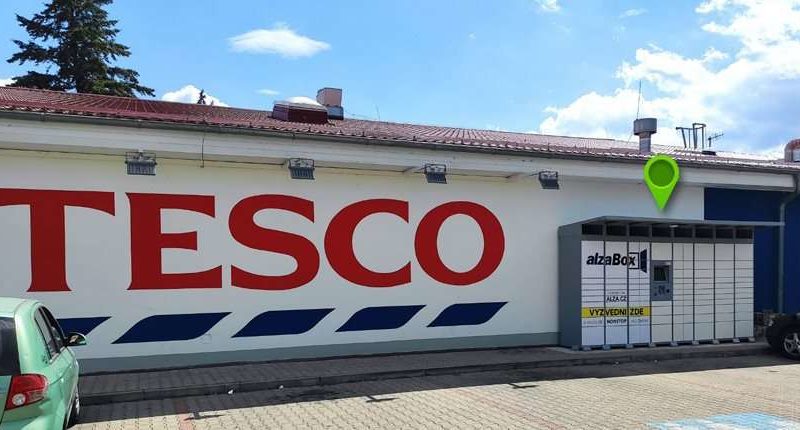 TESCO
alzaBox
ALZA.CZ
VYZVEDNI ZDE
NONSTOP